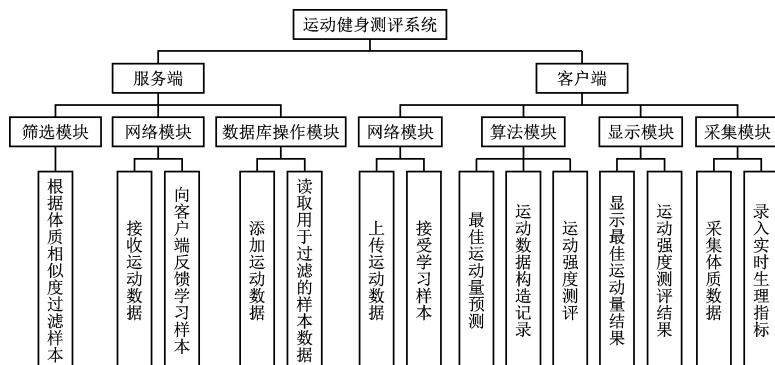 运动健身测评系统
服务端
客户端
筛选模块
网络模块
数据库操作模块
网络模块
算法模块
显示模块
采集模块
根据体质相似度过滤样本
接收运动数据
向客户端反馈学习样本
添加运动数据
读取用于过滤的样本数据
上传运动数据
接受学习样本
最佳运动量预测
运动数据构造记录
运动强度测评
显示最佳运动量结果
运动强度测评结果
采集体质数据
录入实时生理指标